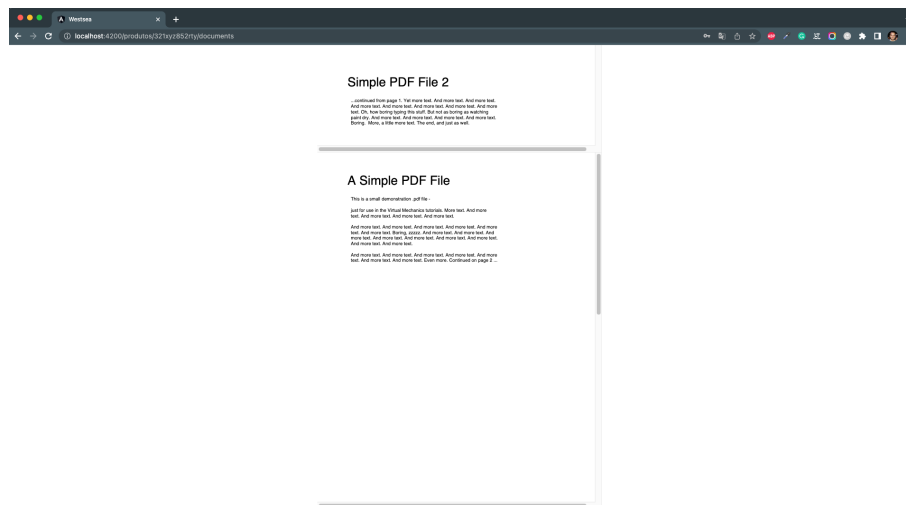 Westsea
localhost:4200/produtos/321xyz852rty/documents
Simple PDF File 2
...continued from page 1. Yet more text. And more text. And more text.
And more text. And more text. And more text. And more text. And more
text. Oh, how boring typing this stuff. But not as boring as watching
paint dry. And more text. And more text. And more text. And more text.
Boring. More, a little more text. The end, and just as well.
A Simple PDF File
This is a small demonstration .pdf file -
just for use in the Virtual Mechanics tutorials. More text. And more
text. And more text. And more text. And more text.
And more text. And more text. And more text. And more text. And more
text. And more text. Boring, zzzzz. And more text. And more text. And
more text. And more text. And more text. And more text. And more text.
And more text. And more text.
And more text. And more text. And more text. And more text. And more
text. And more text. And more text. Even more. Continued on page 2 ...